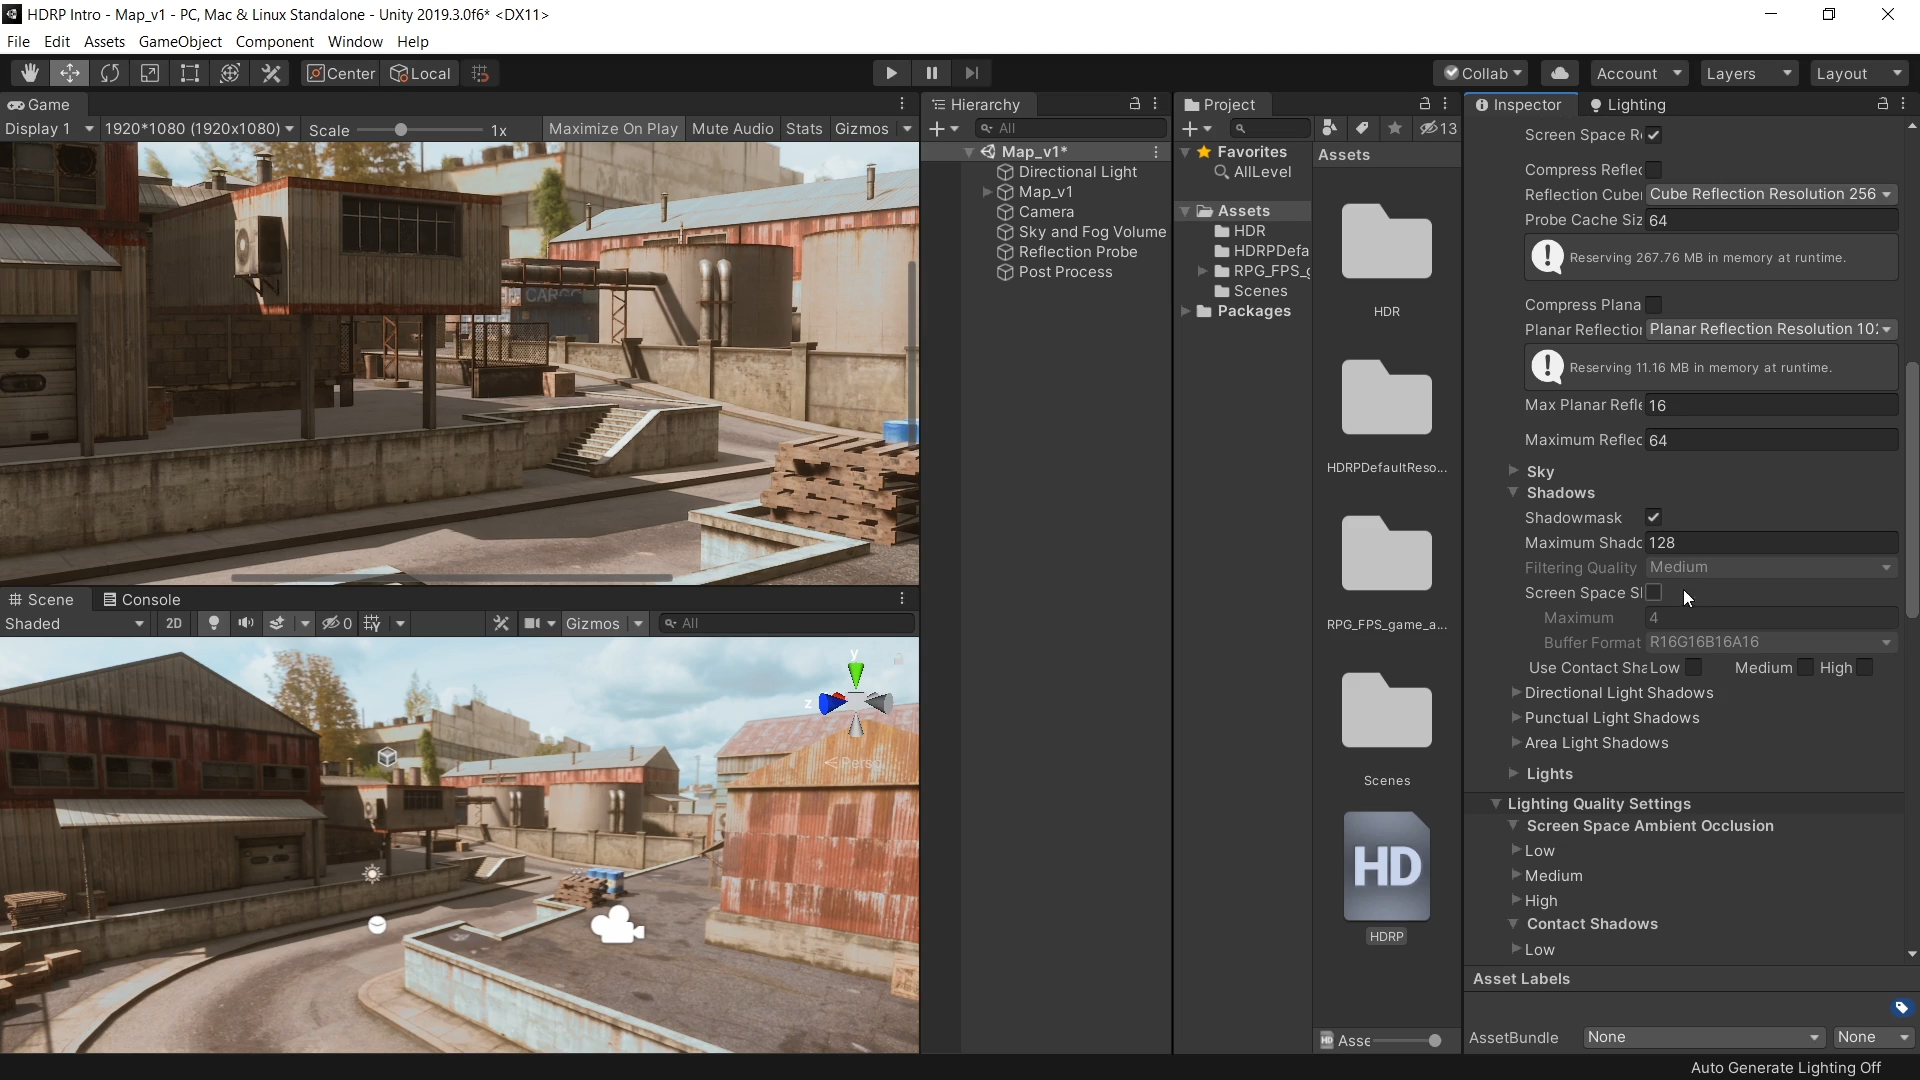 HDRP Intro - Map_v1 - PC, Mac & Linux Standalone - Unity 2019.3.0f6* <DX11>
File Edit Assets GameObject Component Window Help
Center Local Collab Account Layers Layout
Game
Display 1 1920*1080 (1920x1080) Scale 1x Maximize On Play Mute Audio Stats Gizmos
CARGO
Scene Console
Shaded 2D 0 Gizmos All
y
z
Persp
Hierarchy
All
Map_v1*
Directional Light
Map_v1
Camera
Sky and Fog Volume
Reflection Probe
Post Process
Project
13
Favorites
AllLevel
Assets
HDR
HDRPDefa
RPG_FPS_g
Scenes
Packages
Assets
HDR
HDRPDefaultReso...
RPG_FPS_game_a...
Scenes
HD
HDRP
HD Asse
Inspector Lighting
Screen Space R
Compress Reflec
Reflection Cube Cube Reflection Resolution 256
Probe Cache Siz 64
Reserving 267.76 MB in memory at runtime.
Compress Plana
Planar Reflection Planar Reflection Resolution 102
Reserving 11.16 MB in memory at runtime.
Max Planar Refle 16
Maximum Reflec 64
Sky
Shadows
Shadowmask
Maximum Shado 128
Filtering Quality Medium
Screen Space S
Maximum 4
Buffer Format R16G16B16A16
Use Contact Sha Low Medium High
Directional Light Shadows
Punctual Light Shadows
Area Light Shadows
Lights
Lighting Quality Settings
Screen Space Ambient Occlusion
Low
Medium
High
Contact Shadows
Low
Asset Labels
AssetBundle None None
Auto Generate Lighting Off